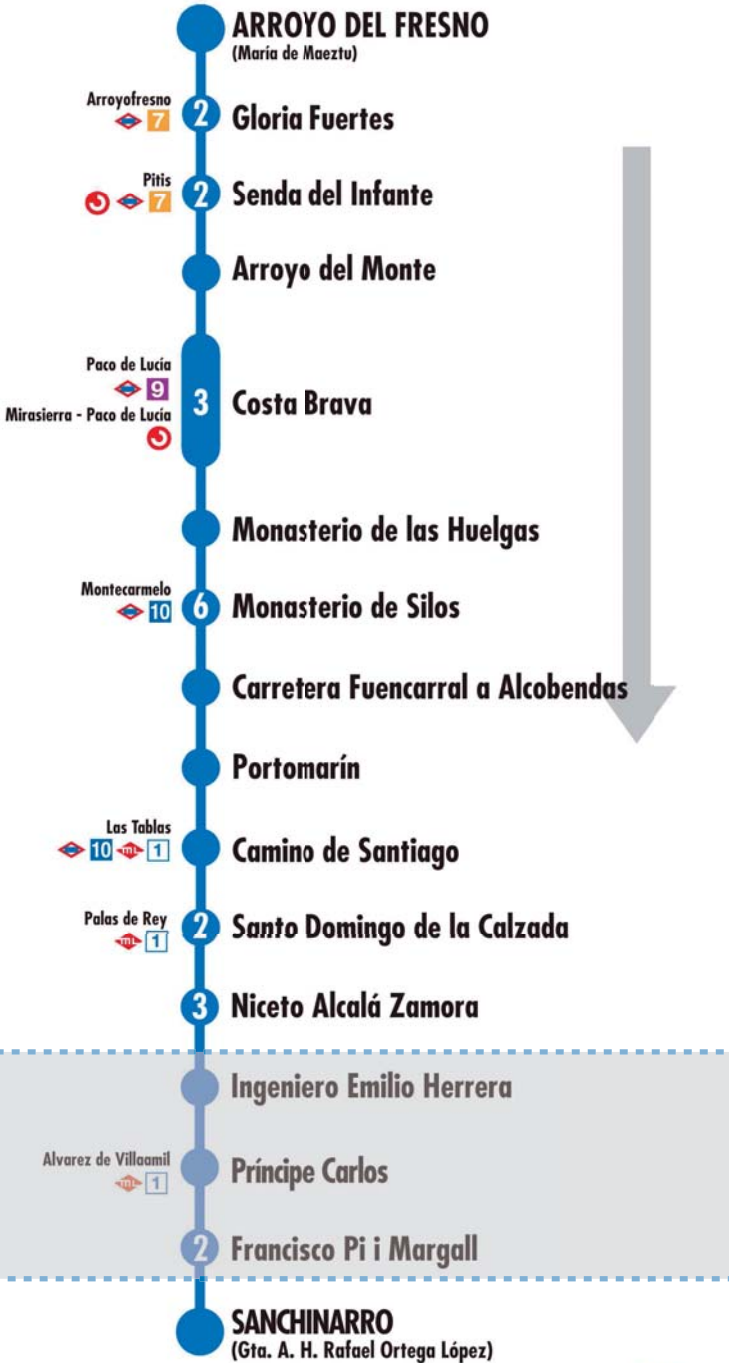 ARROYO DEL FRESNO
(María de Maeztu)
Arroyofresno
7
2
Gloria Fuertes
Pitis
7
2
Senda del Infante
Arroyo del Monte
Paco de Lucía
9
Mirasierra - Paco de Lucía
3
Costa Brava
Monasterio de las Huelgas
Montecarmelo
10
6
Monasterio de Silos
Carretera Fuencarral a Alcobendas
Portomarín
Las Tablas
10 ML 1
Camino de Santiago
Palas de Rey
ML 1
2
Santo Domingo de la Calzada
3
Niceto Alcalá Zamora
Ingeniero Emilio Herrera
Alvarez de Villaamil
ML 1
Príncipe Carlos
2
Francisco Pi i Margall
SANCHINARRO
(Gta. A. H. Rafael Ortega López)